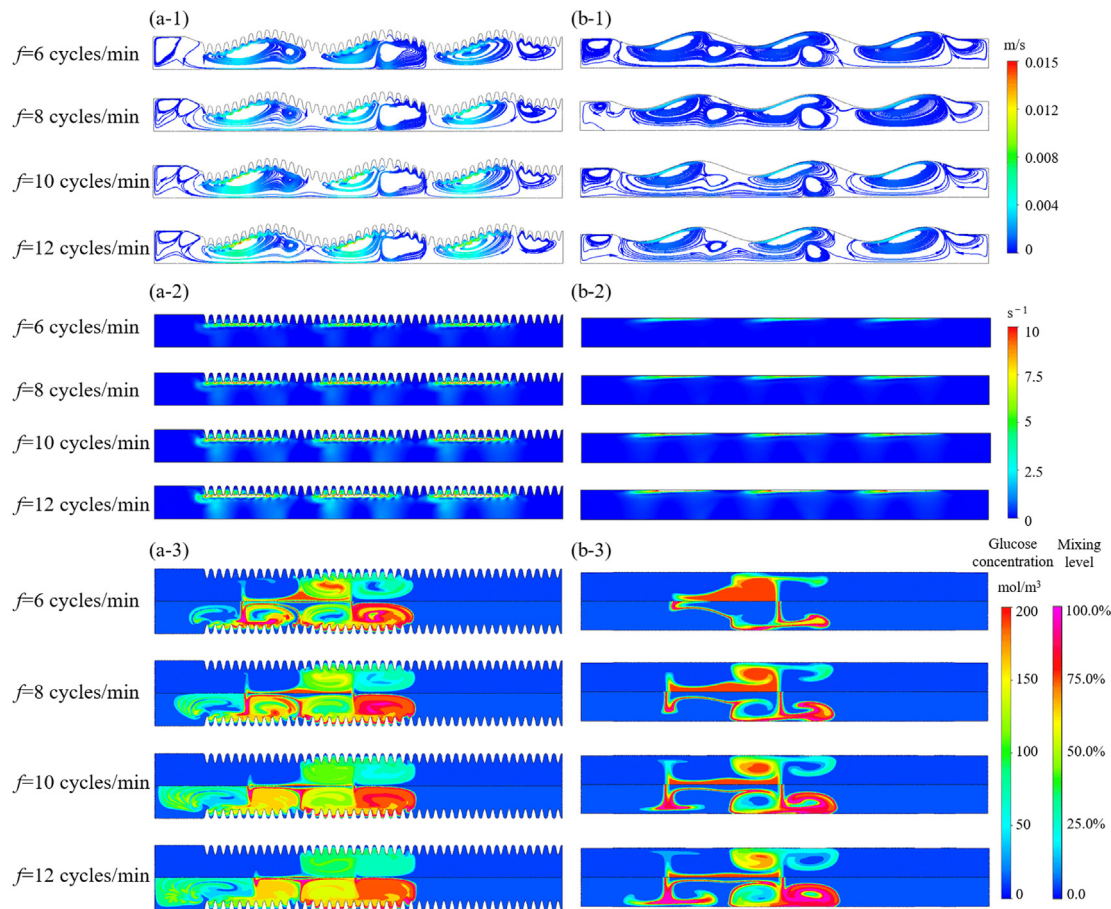 (a-1) (b-1)
f=6 cycles/min
m/s
0.015
f=8 cycles/min
0.012
0.008
f=10 cycles/min
0.004
f=12 cycles/min
0
(a-2) (b-2)
f=6 cycles/min
s⁻¹
10
f=8 cycles/min
7.5
f=10 cycles/min
5
2.5
f=12 cycles/min
0
(a-3) (b-3)
Glucose concentration
mol/m³
Mixing level
f=6 cycles/min
200 100.0%
f=8 cycles/min
150 75.0%
100 50.0%
f=10 cycles/min
50 25.0%
f=12 cycles/min
0 0.0